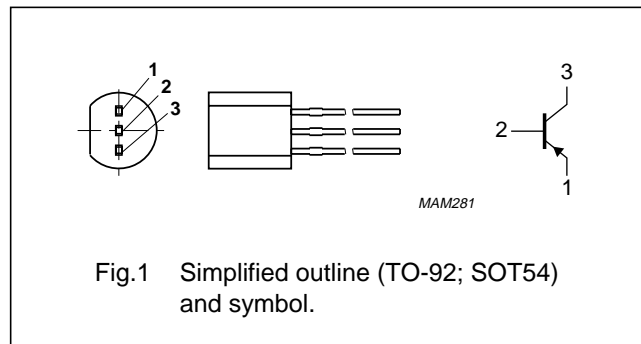 1
2
3
3
2
1
MAM281
Fig.1 Simplified outline (TO-92; SOT54)
and symbol.